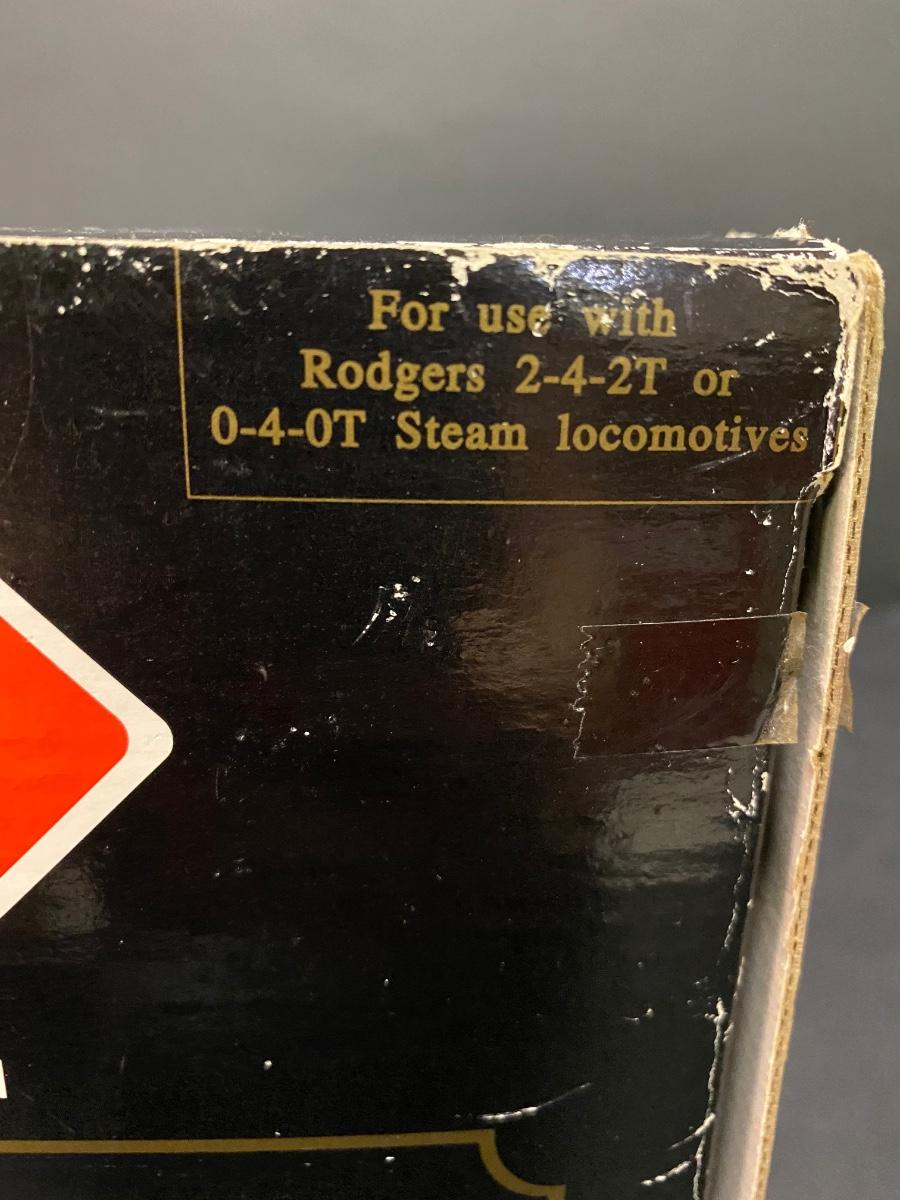 For use with
Rodgers 2-4-2T or
0-4-0T Steam locomotives